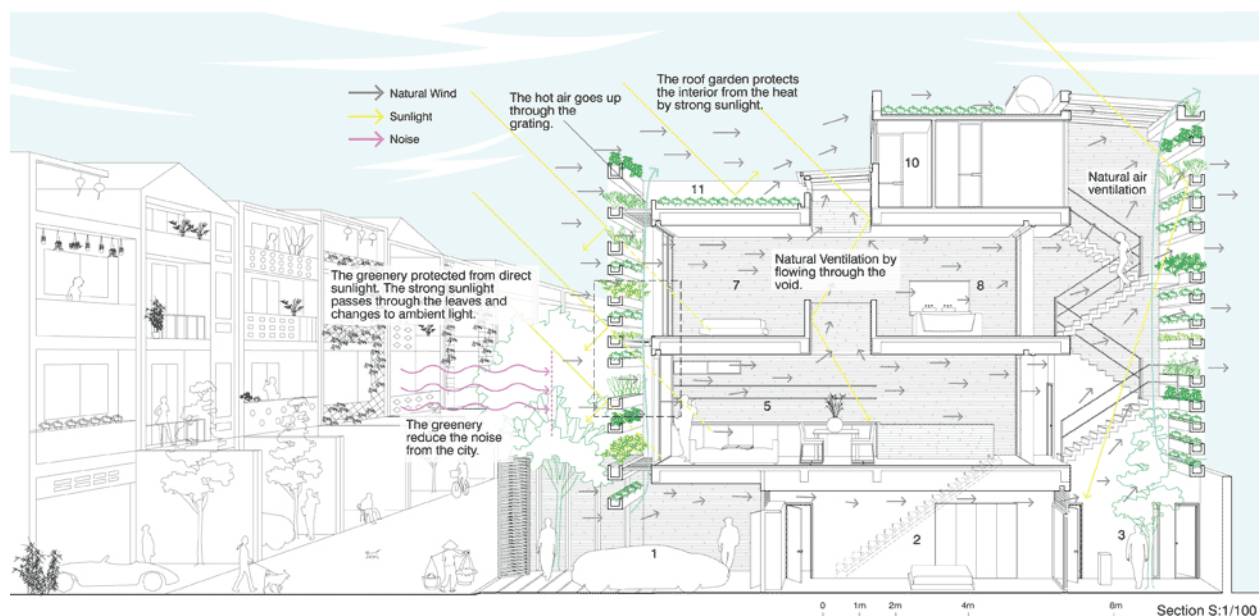 Natural Wind
Sunlight
Noise
The hot air goes up
through the
grating.
The roof garden protects
the interior from the heat
by strong sunlight.
10
11
Natural air
ventilation
The greenery protected from direct
sunlight. The strong sunlight
passes through the leaves and
changes to ambient light.
Natural Ventilation by
flowing through the
void.
7
8
5
The greenery
reduce the noise
from the city.
1
2
3
0 1m 2m 4m 8m
Section S:1/100